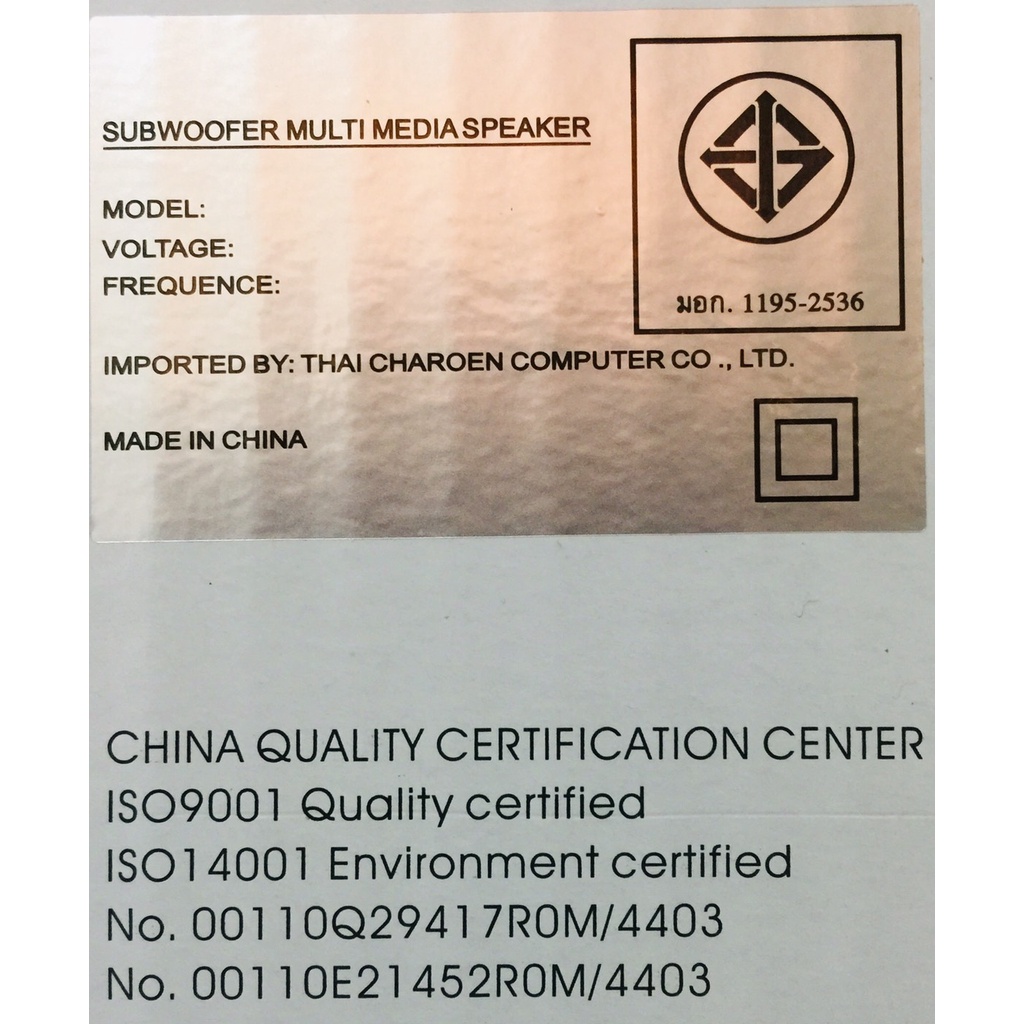 SUBWOOFER MULTI MEDIA SPEAKER
MODEL:
VOLTAGE:
FREQUENCE:
มอก. 1195-2536
IMPORTED BY: THAI CHAROEN COMPUTER CO ., LTD.
MADE IN CHINA
CHINA QUALITY CERTIFICATION CENTER
ISO9001 Quality certified
ISO14001 Environment certified
No. 00110Q29417R0M/4403
No. 00110E21452R0M/4403